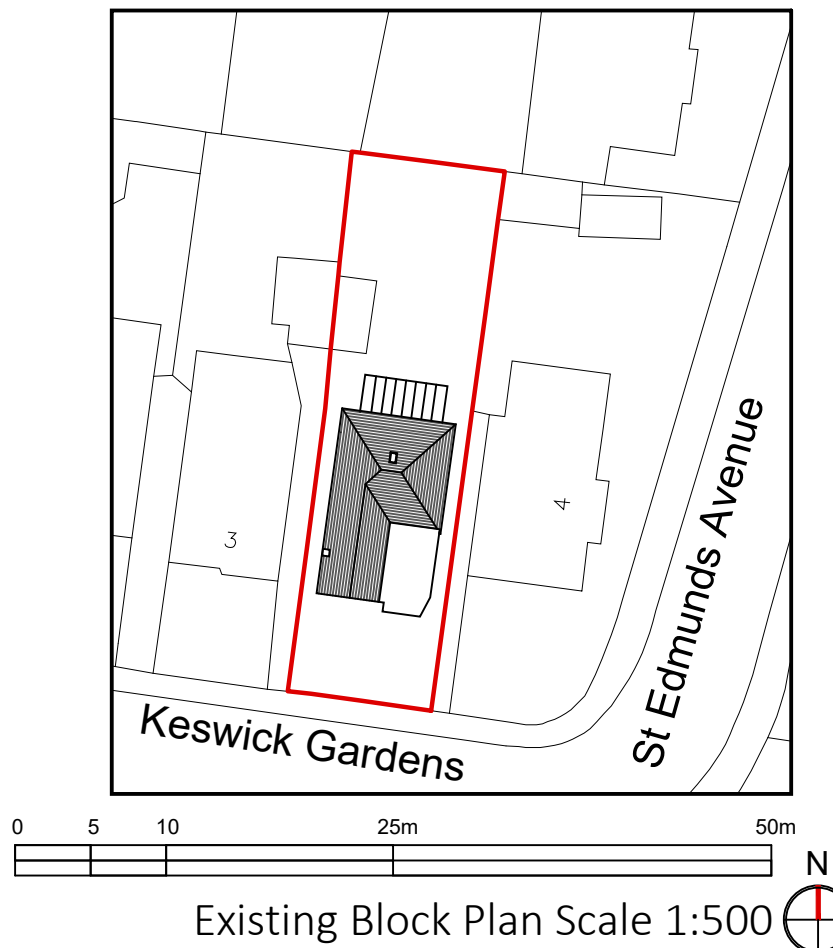 3
4
St Edmunds Avenue
Keswick Gardens
0 5 10 25m 50m
N
Existing Block Plan Scale 1:500